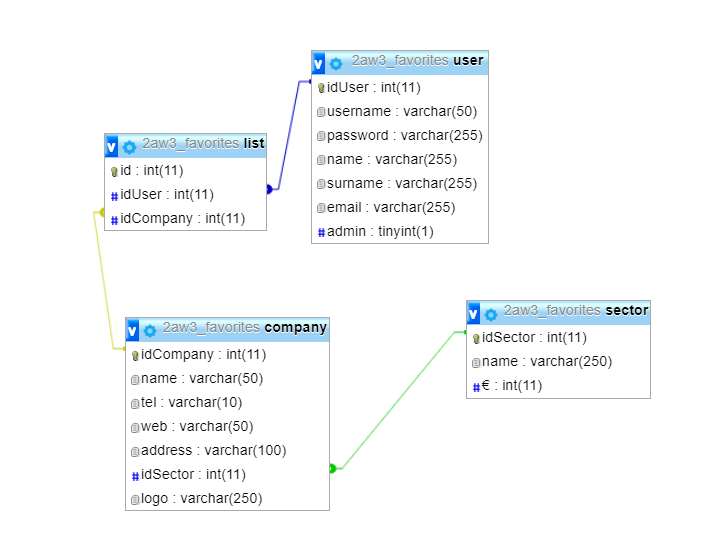 v 2aw3_favorites user
idUser : int(11)
username : varchar(50)
password : varchar(255)
name : varchar(255)
surname : varchar(255)
email : varchar(255)
# admin : tinyint(1)
v 2aw3_favorites list
id : int(11)
# idUser : int(11)
# idCompany : int(11)
v 2aw3_favorites company
idCompany : int(11)
name : varchar(50)
tel : varchar(10)
web : varchar(50)
address : varchar(100)
# idSector : int(11)
logo : varchar(250)
v 2aw3_favorites sector
idSector : int(11)
name : varchar(250)
# € : int(11)